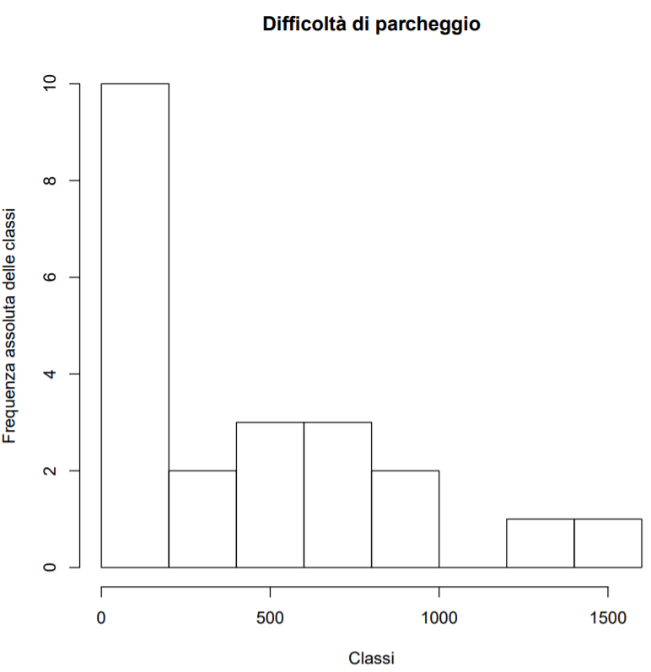 Difficoltà di parcheggio
Frequenza assoluta delle classi
10
8
6
4
2
0
0 500 1000 1500
Classi